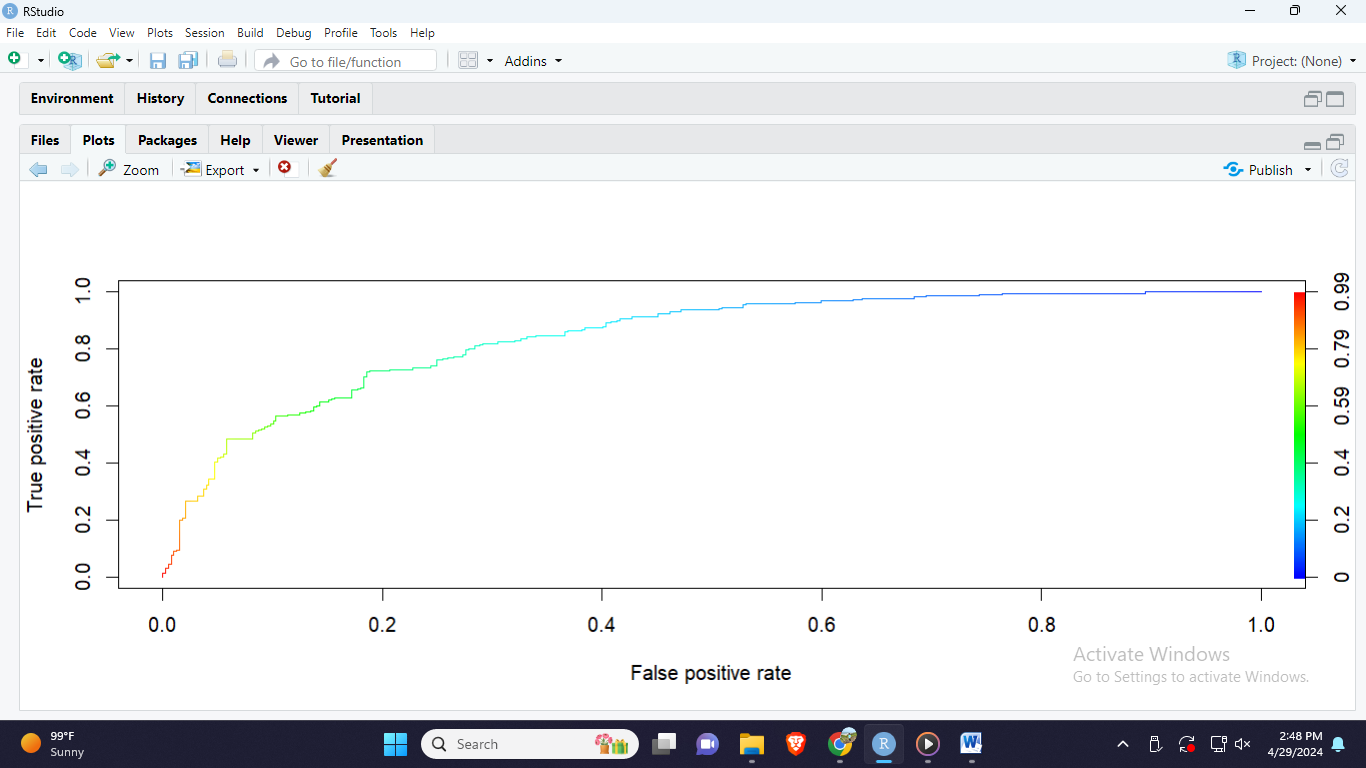 RStudio
File Edit Code View Plots Session Build Debug Profile Tools Help
Go to file/function Addins Project: (None)
Environment History Connections Tutorial
Files Plots Packages Help Viewer Presentation
Zoom Export Publish
True positive rate
0.0 0.2 0.4 0.6 0.8 1.0
0 0.2 0.4 0.59 0.79 0.99
0.0 0.2 0.4 0.6 0.8 1.0
False positive rate
Activate Windows
Go to Settings to activate Windows.
99°F
Sunny
Search
2:48 PM
4/29/2024